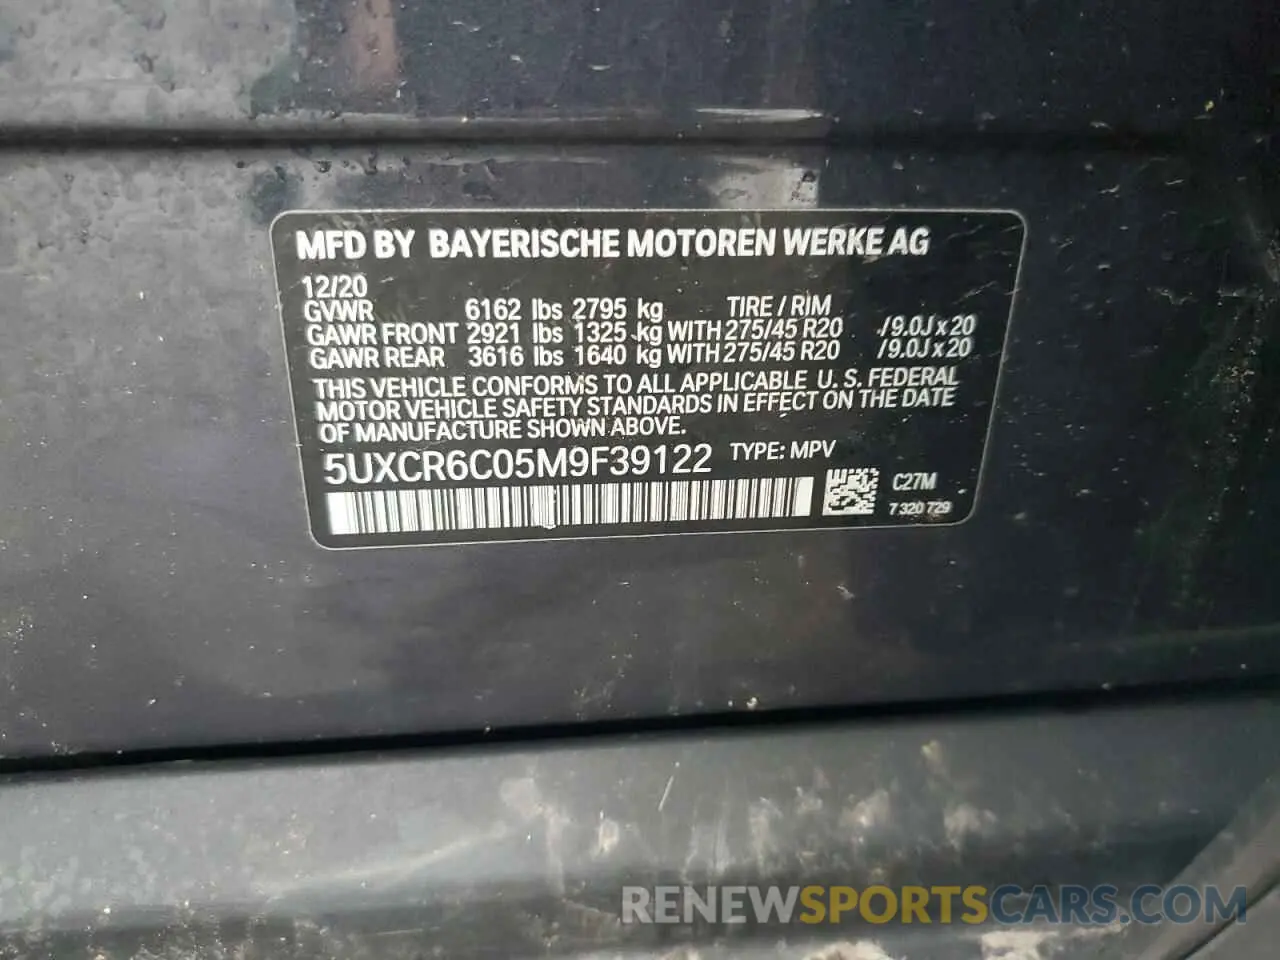 MFD BY BAYERISCHE MOTOREN WERKE AG
12/20
GVWR 6162 lbs 2795 kg TIRE / RIM
GAWR FRONT 2921 lbs 1325 kg WITH 275/45 R20 /9.0J x 20
GAWR REAR 3616 lbs 1640 kg WITH 275/45 R20 /9.0J x 20
THIS VEHICLE CONFORMS TO ALL APPLICABLE U. S. FEDERAL
MOTOR VEHICLE SAFETY STANDARDS IN EFFECT ON THE DATE
OF MANUFACTURE SHOWN ABOVE.
5UXCR6C05M9F39122 TYPE: MPV
C27M
7 320 729
RENEWSPORTSCARS.COM